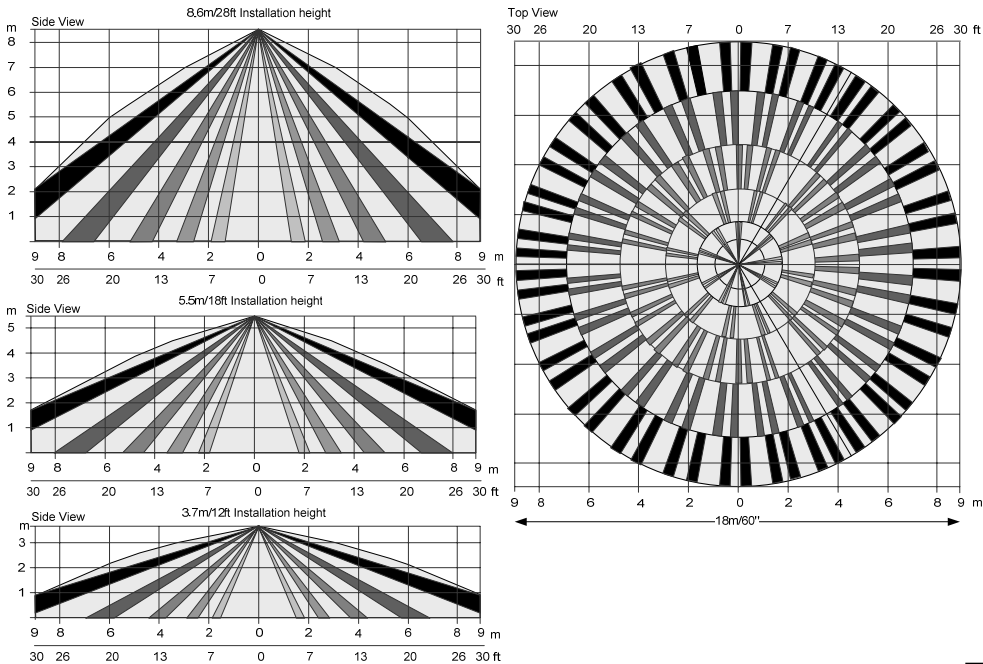 8.6m/28ft Installation height
m Side View
8
7
6
5
4
3
2
1
9 8 6 4 2 0 2 4 6 8 9 m
30 26 20 13 7 0 7 13 20 26 30 ft
5.5m/18ft Installation height
m Side View
5
4
3
2
1
9 8 6 4 2 0 2 4 6 8 9 m
30 26 20 13 7 0 7 13 20 26 30 ft
3.7m/12ft Installation height
Side View
m
3
2
1
9 8 6 4 2 0 2 4 6 8 9 m
30 26 20 13 7 0 7 13 20 26 30 ft
Top View
30 26 20 13 7 0 7 13 20 26 30 ft
9 8 6 4 2 0 2 4 6 8 9 m
18m/60"